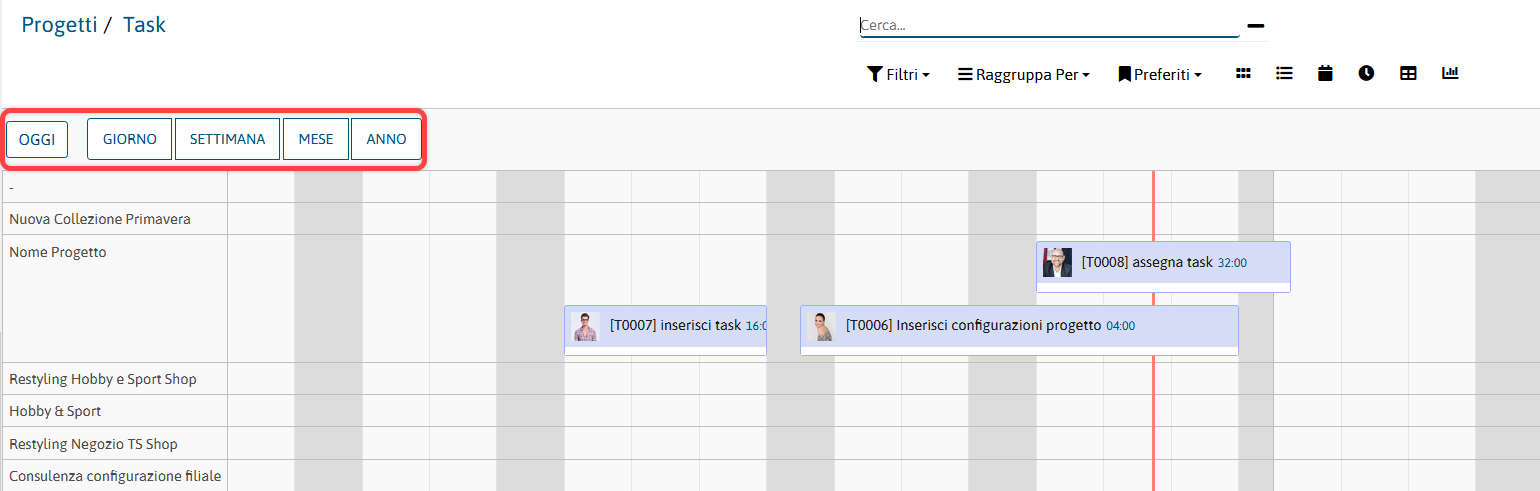 Progetti / Task
Cerca...
Filtri Raggruppa Per Preferiti
OGGI GIORNO SETTIMANA MESE ANNO
-
Nuova Collezione Primavera
Nome Progetto
[T0008] assegna task 32:00
[T0007] inserisci task 16:0
[T0006] Inserisci configurazioni progetto 04:00
Restyling Hobby e Sport Shop
Hobby & Sport
Restyling Negozio TS Shop
Consulenza configurazione filiale